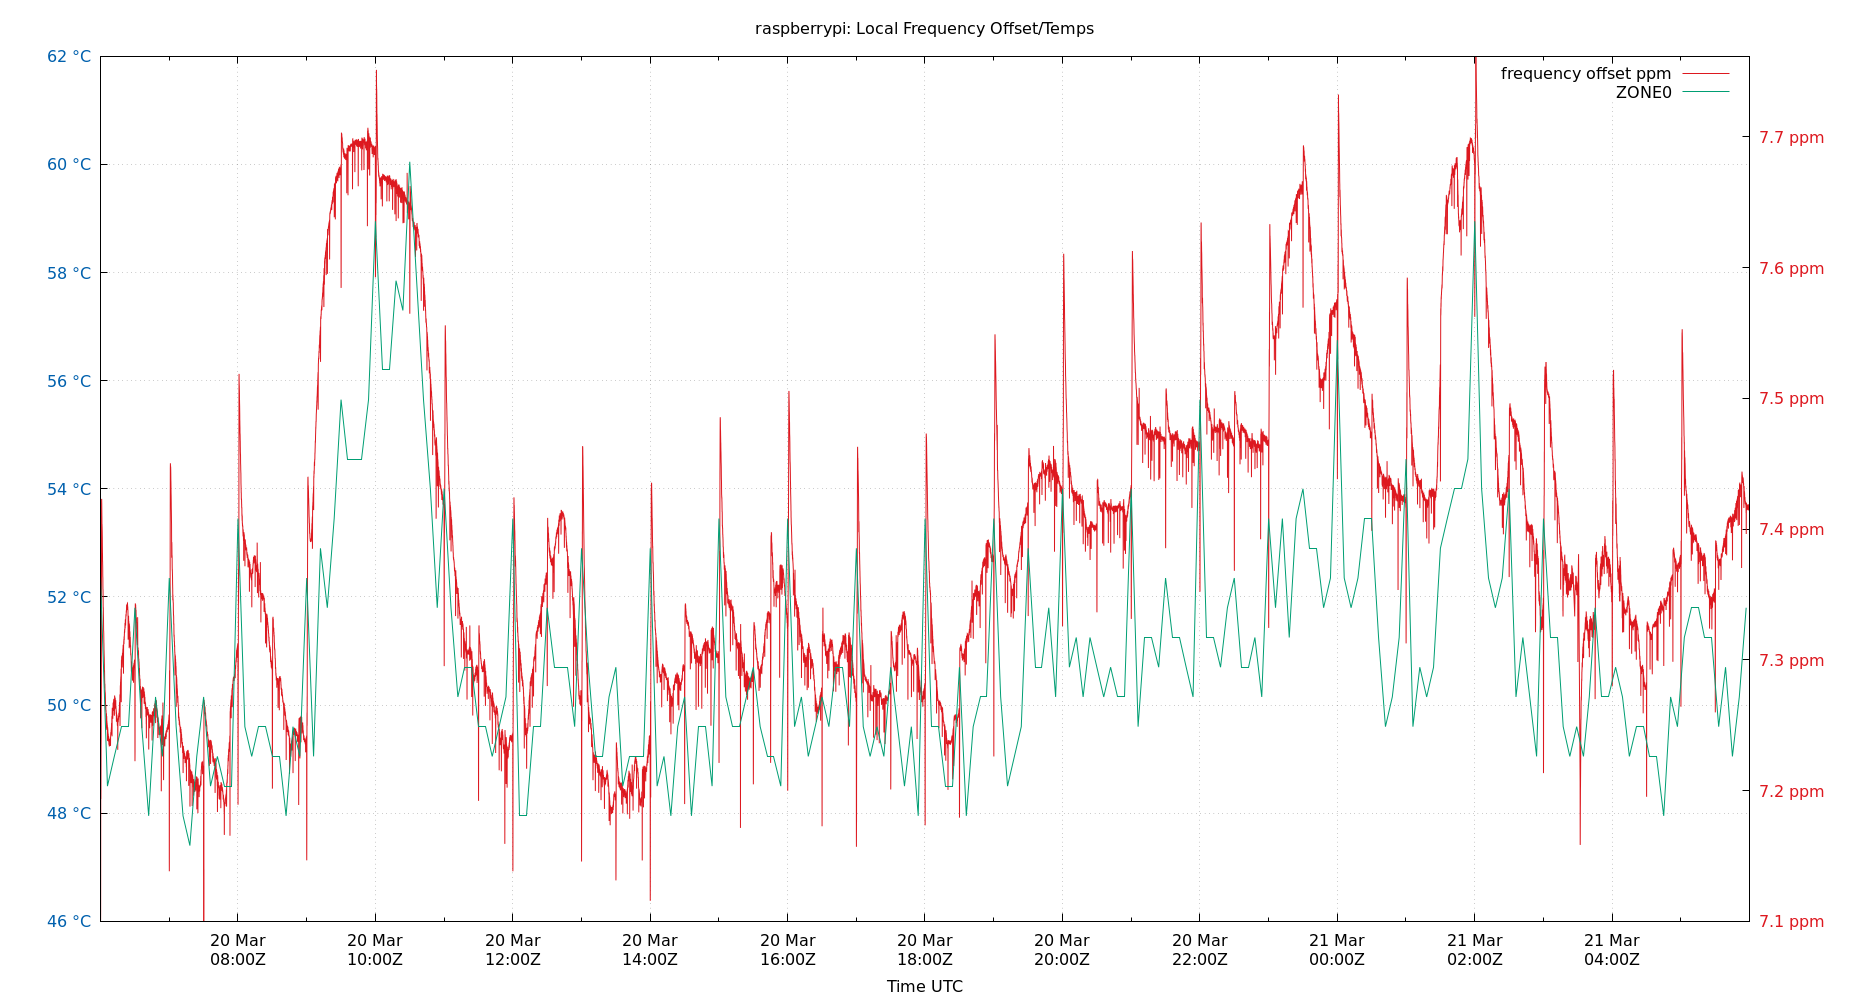 raspberrypi: Local Frequency Offset/Temps
62 °C
60 °C
58 °C
56 °C
54 °C
52 °C
50 °C
48 °C
46 °C
frequency offset ppm
ZONE0
7.7 ppm
7.6 ppm
7.5 ppm
7.4 ppm
7.3 ppm
7.2 ppm
7.1 ppm
20 Mar
08:00Z
20 Mar
10:00Z
20 Mar
12:00Z
20 Mar
14:00Z
20 Mar
16:00Z
20 Mar
18:00Z
20 Mar
20:00Z
20 Mar
22:00Z
21 Mar
00:00Z
21 Mar
02:00Z
21 Mar
04:00Z
Time UTC